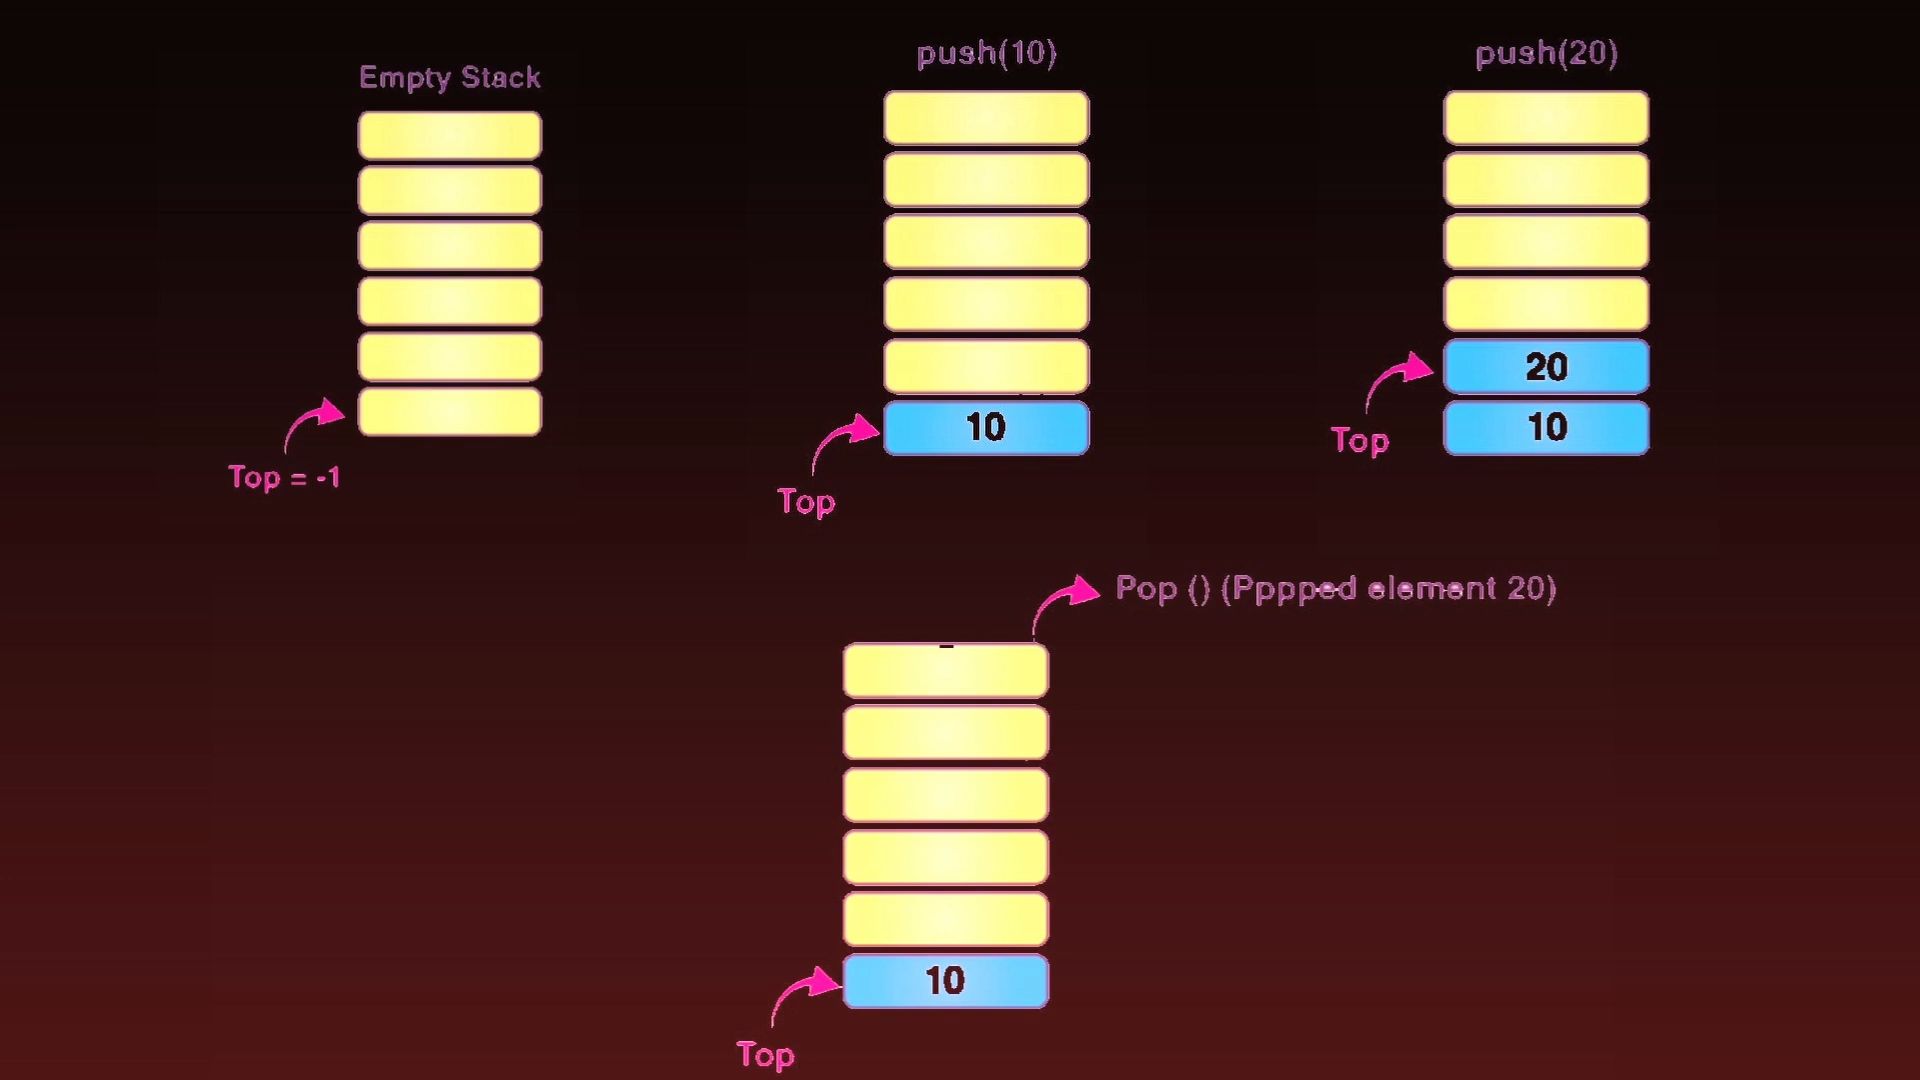 Empty Stack
Top = -1
push(10)
10
Top
push(20)
20
10
Top
Pop () (Pppped element 20)
10
Top